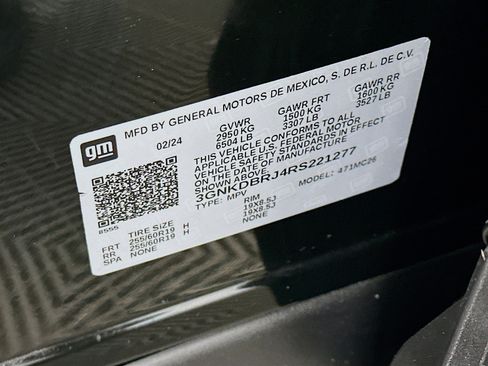 gm
MFD BY GENERAL MOTORS DE MEXICO, S. DE R.L. DE C.V.
02/24 GVWR GAWR FRT GAWR RR
2950 KG 1500 KG 1600 KG
6504 LB 3307 LB 3527 LB
THIS VEHICLE CONFORMS TO ALL
APPLICABLE U.S. FEDERAL MOTOR
VEHICLE SAFETY STANDARDS IN EFFECT
ON THE DATE OF MANUFACTURE
SHOWN ABOVE.
3GNKDBRJ4RS221277
TYPE: MPV MODEL: 471MC26
8555
TIRE SIZE RIM
FRT 255/60R19 H 19X8.5J
RR 255/60R19 H 19X8.5J
SPA NONE NONE